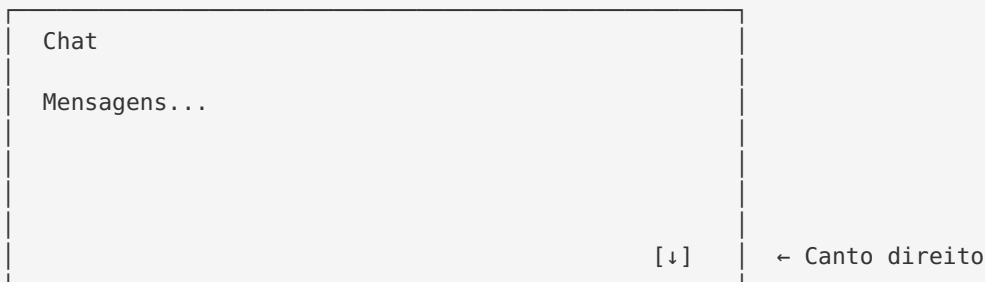 Chat
Mensagens...
[↓] ← Canto direito